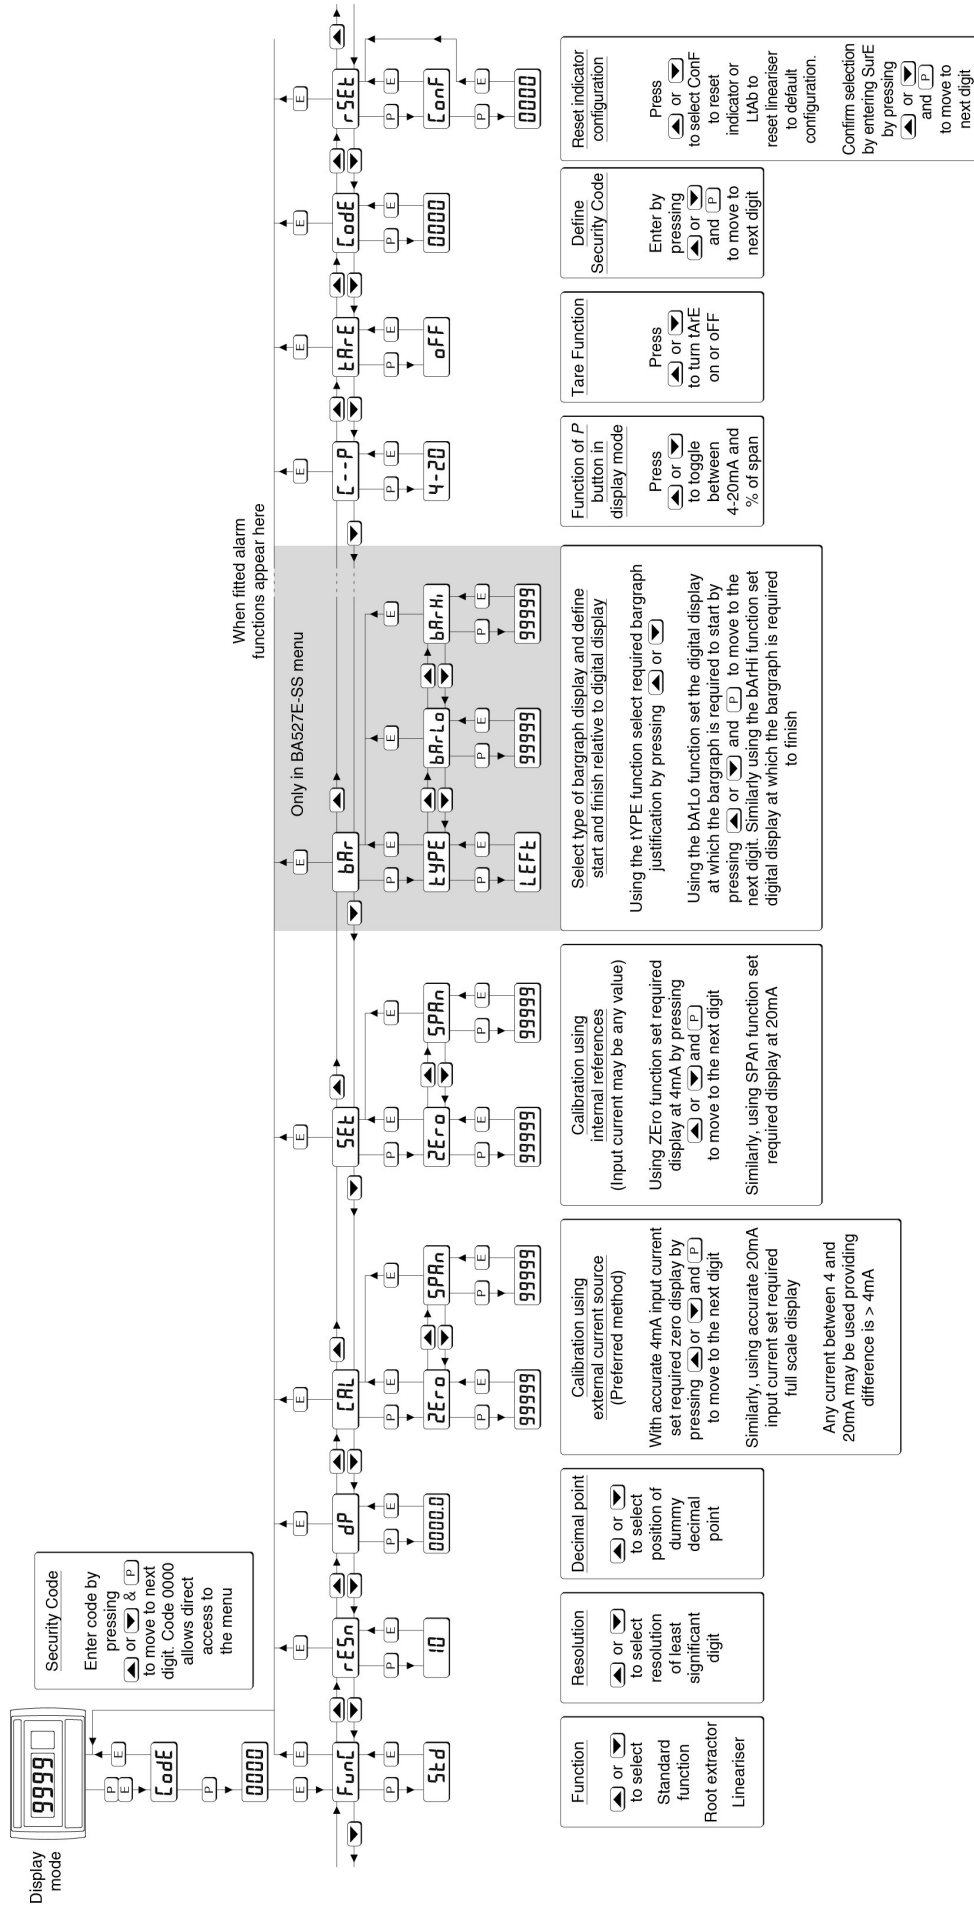 Display
mode
9999
P
E
E
CodE
P
0000
E
E
Security Code
Enter code by
pressing
▲ or ▼ & P
to move to next
digit. Code 0000
allows direct
access to
the menu
When fitted alarm
functions appear here
Only in BA527E-SS menu
FunC
P
E
Std
E
rESn
P
E
10
E
dP
P
E
0000.0
E
CAL
P
E
ZEro
P
E
99999
E
SPAn
P
E
99999
E
SEt
P
E
ZEro
P
E
99999
E
SPAn
P
E
99999
E
bAr
P
E
tYPE
P
E
LEFt
E
bArLo
P
E
99999
E
bArHi
P
E
99999
E
C--P
P
E
4-20
E
tArE
P
E
oFF
E
CodE
P
E
0000
E
rSEt
P
E
ConF
P
E
0000
Function
▲ or ▼
to select
Standard
function
Root extractor
Lineariser
Resolution
▲ or ▼
to select
resolution
of least
significant
digit
Decimal point
▲ or ▼
to select
position of
dummy
decimal
point
Calibration using
external current source
(Preferred method)
With accurate 4mA input current
set required zero display by
pressing ▲ or ▼ and P
to move to the next digit
Similarly, using accurate 20mA
input current set required
full scale display
Any current between 4 and
20mA may be used providing
difference is > 4mA
Calibration using
internal references
(Input current may be any value)
Using ZEro function set required
display at 4mA by pressing
▲ or ▼ and P
to move to the next digit
Similarly, using SPAn function set
required display at 20mA
Select type of bargraph display and define
start and finish relative to digital display
Using the tYPE function select required bargraph
justification by pressing ▲ or ▼
Using the bArLo function set the digital display
at which the bargraph is required to start by
pressing ▲ or ▼ and P to move to the
next digit. Similarly using the bArHi function set
digital display at which the bargraph is required
to finish
Function of P
button in
display mode
Press
▲ or ▼
to toggle
between
4-20mA and
% of span
Tare Function
Press
▲ or ▼
to turn tArE
on or oFF
Define
Security Code
Enter by
pressing
▲ or ▼
and P
to move to
next digit
Reset indicator
configuration
Press
▲ or ▼
to select ConF
to reset
indicator or
LtAb to
reset lineariser
to default
configuration.
Confirm selection
by entering SurE
by pressing
▲ or ▼
and P
to move to
next digit